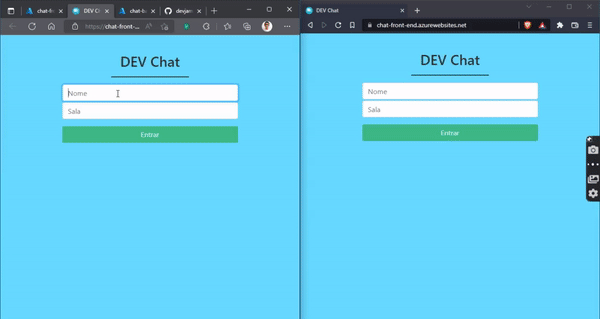 chat-fr
DEV C
chat-ba
devjan
https://chat-front-...
DEV Chat
Nome
Sala
Entrar
DEV Chat
chat-front-end.azurewebsites.net
DEV Chat
Nome
Sala
Entrar